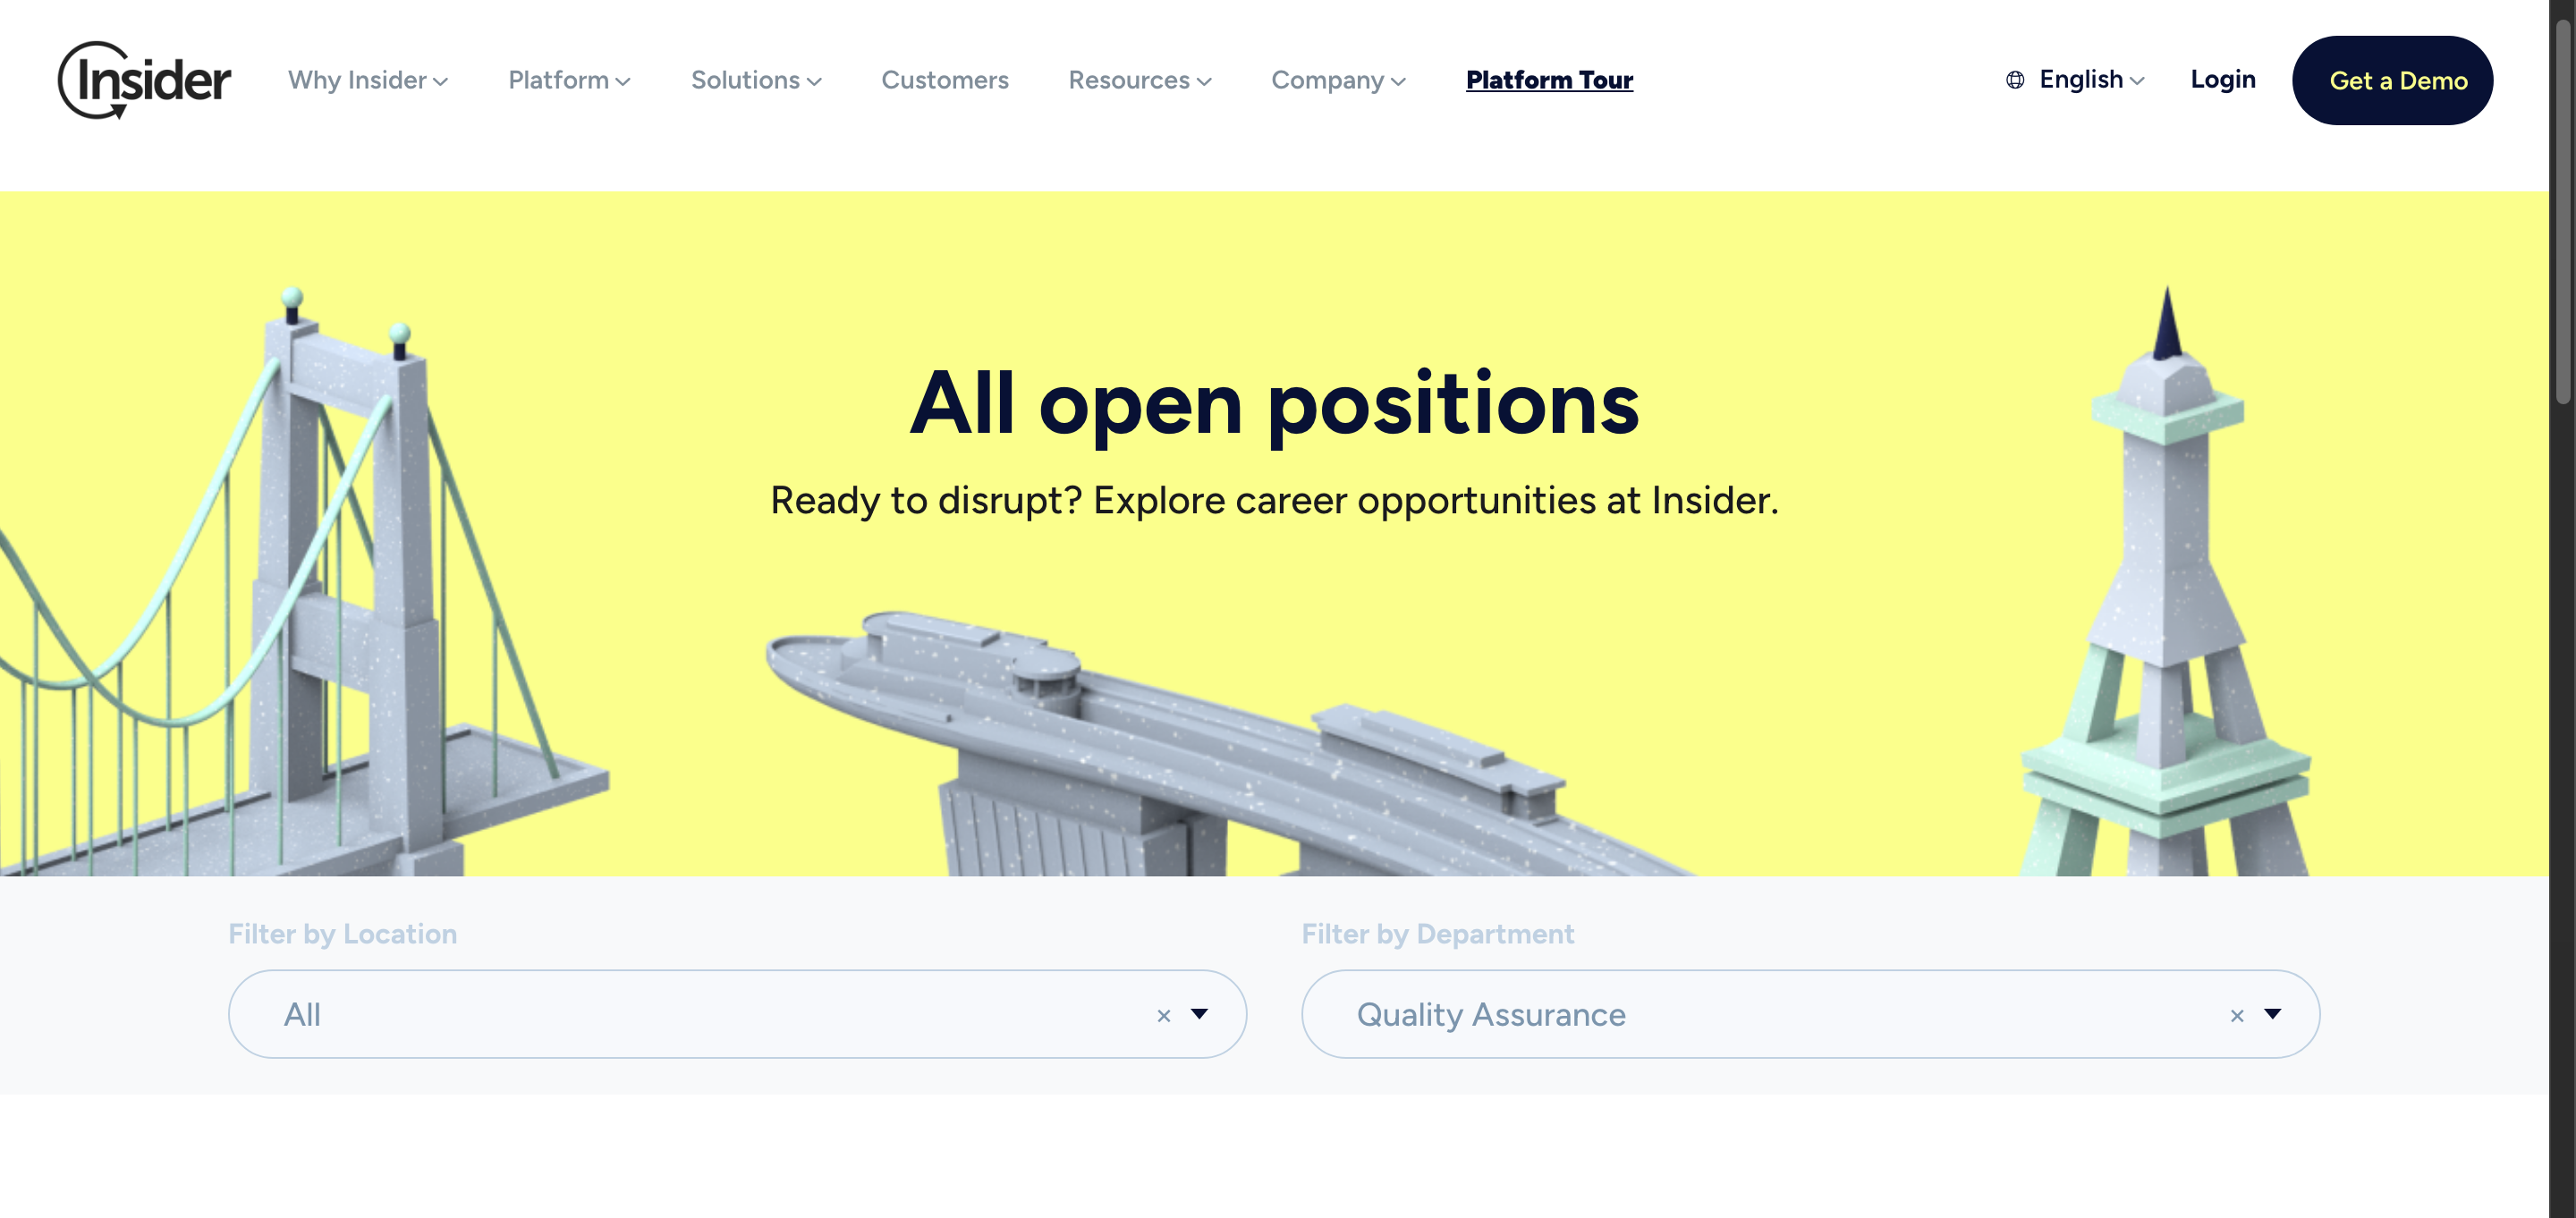 Insider
Why Insider
Platform
Solutions
Customers
Resources
Company
Platform Tour
English
Login
Get a Demo
All open positions
Ready to disrupt? Explore career opportunities at Insider.
Filter by Location
Filter by Department
All ×
Quality Assurance ×